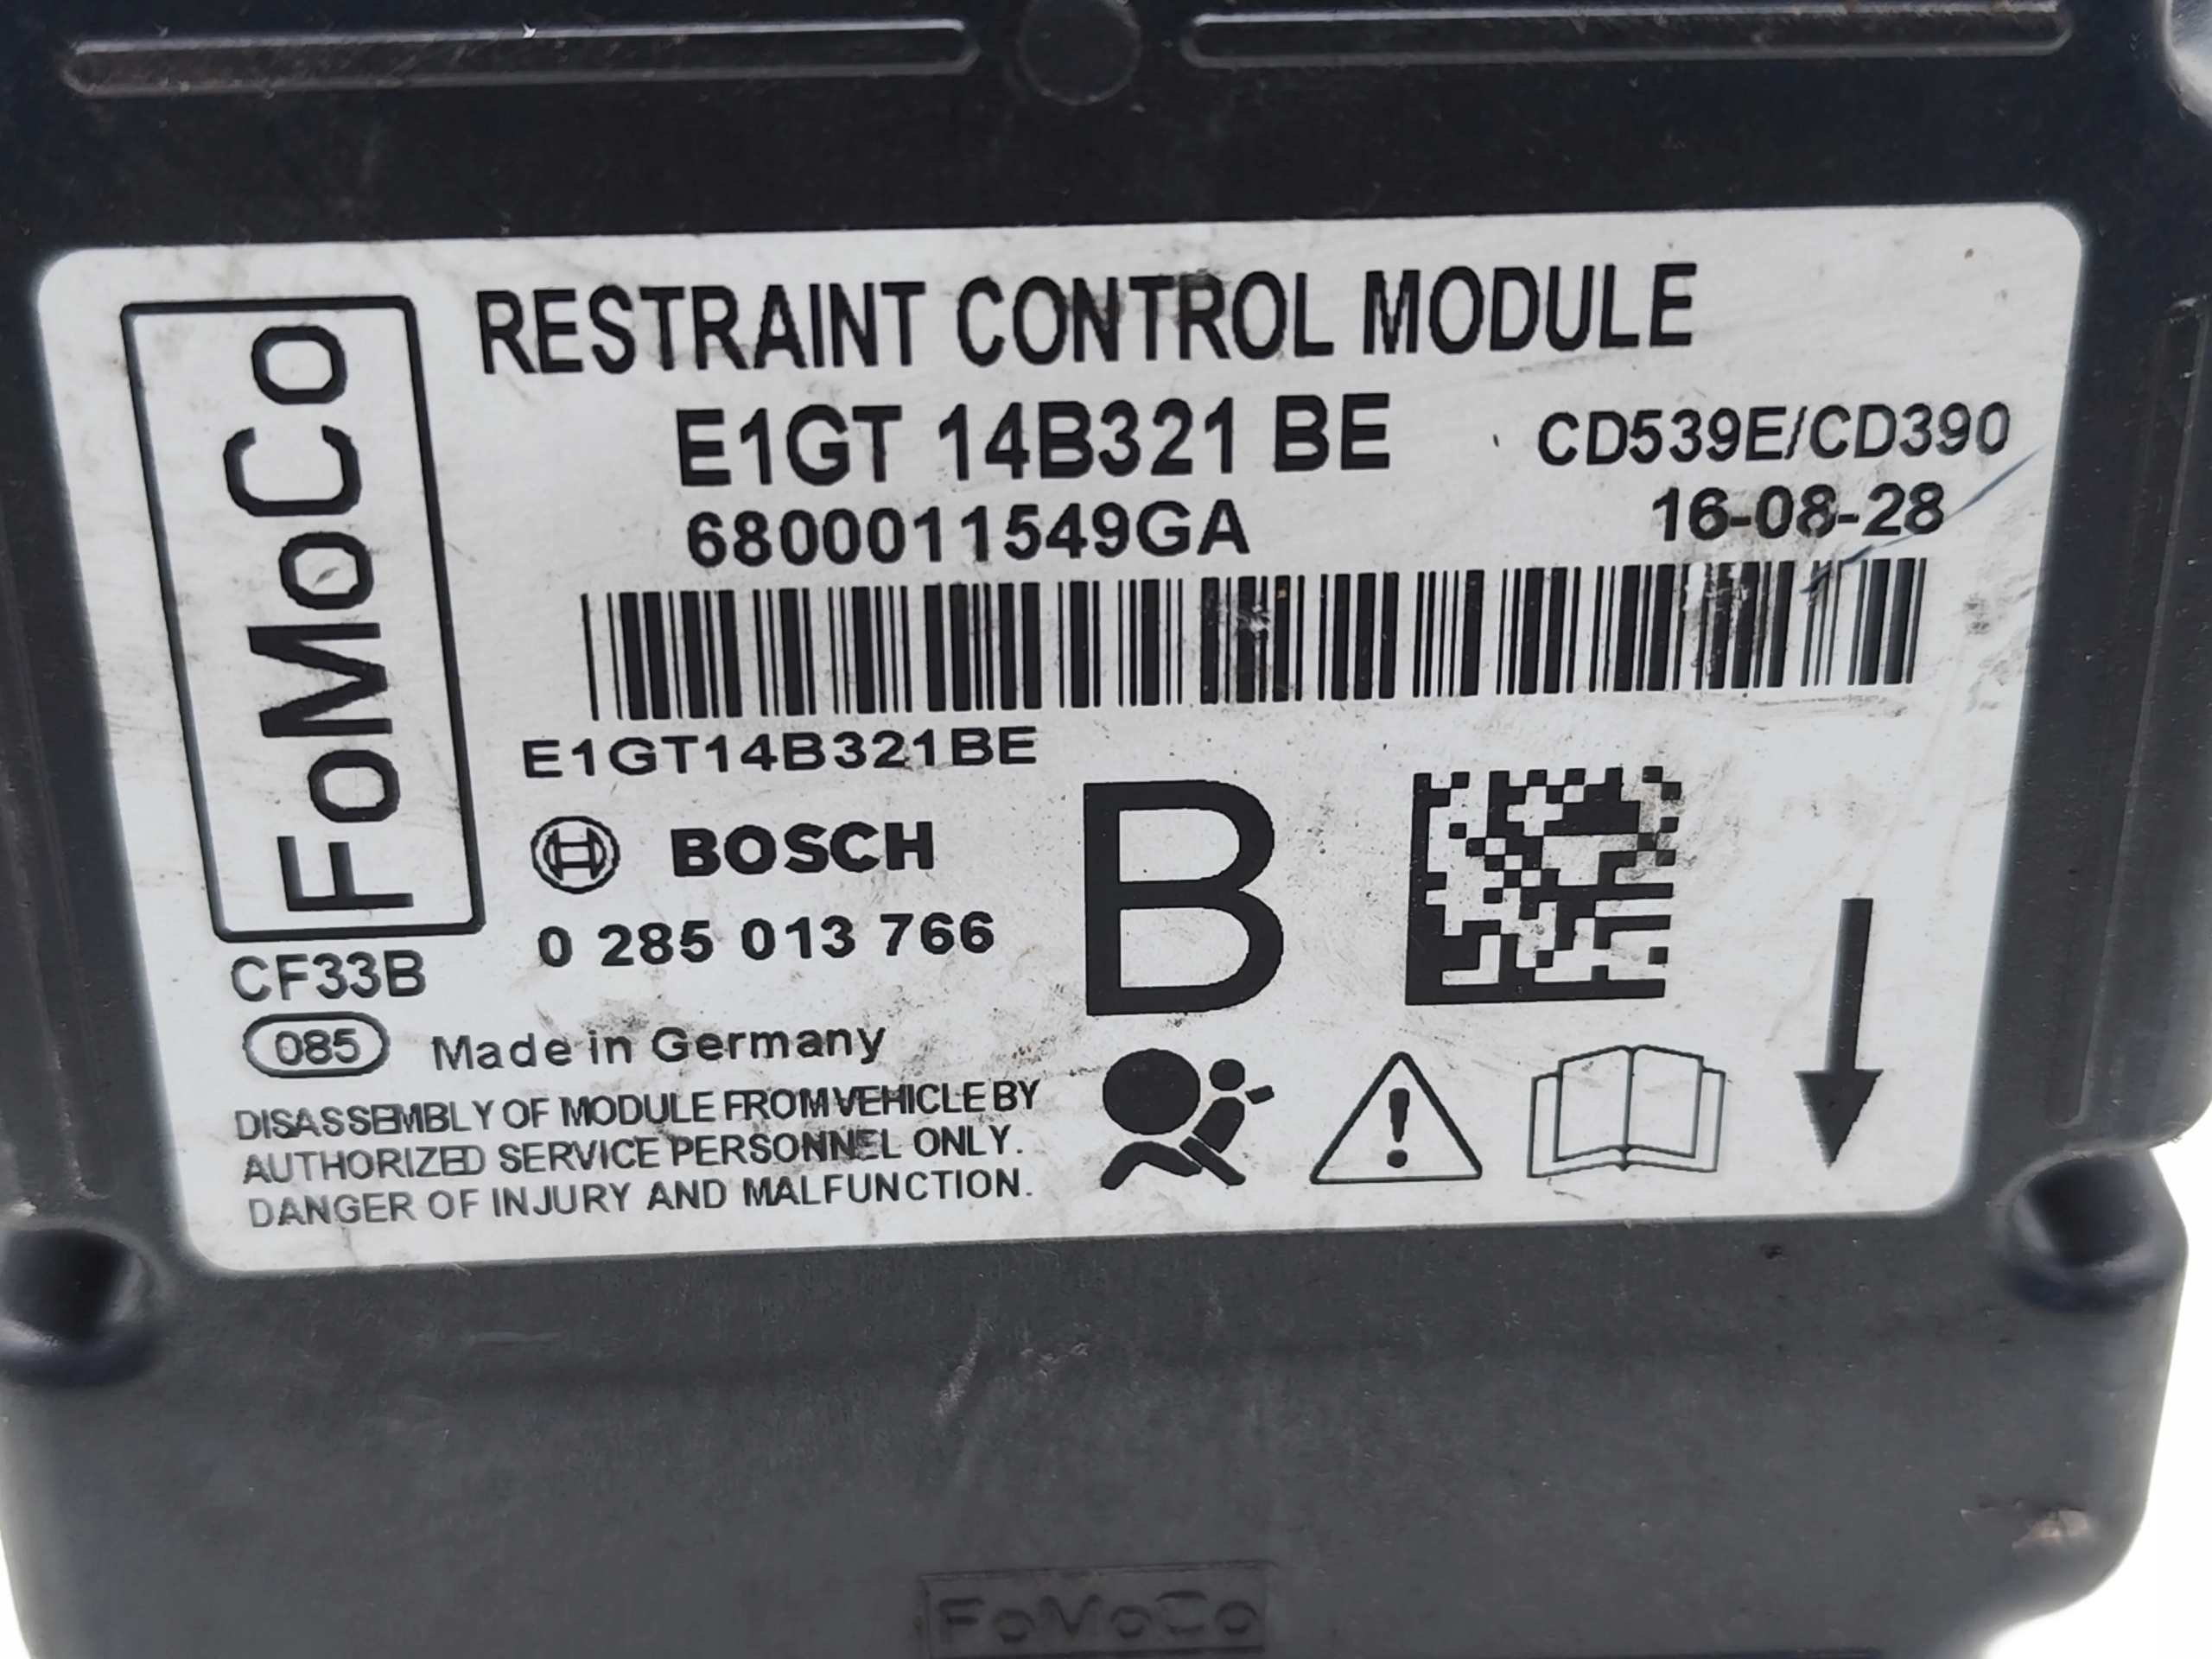 FoMoCo
RESTRAINT CONTROL MODULE
E1GT 14B321 BE
CD539E/CD390
6800011549GA
16-08-28
E1GT14B321BE
BOSCH
B
0 285 013 766
CF33B
085
Made in Germany
DISASSEMBLY OF MODULE FROM VEHICLE BY
AUTHORIZED SERVICE PERSONNEL ONLY.
DANGER OF INJURY AND MALFUNCTION.
FoMoCo